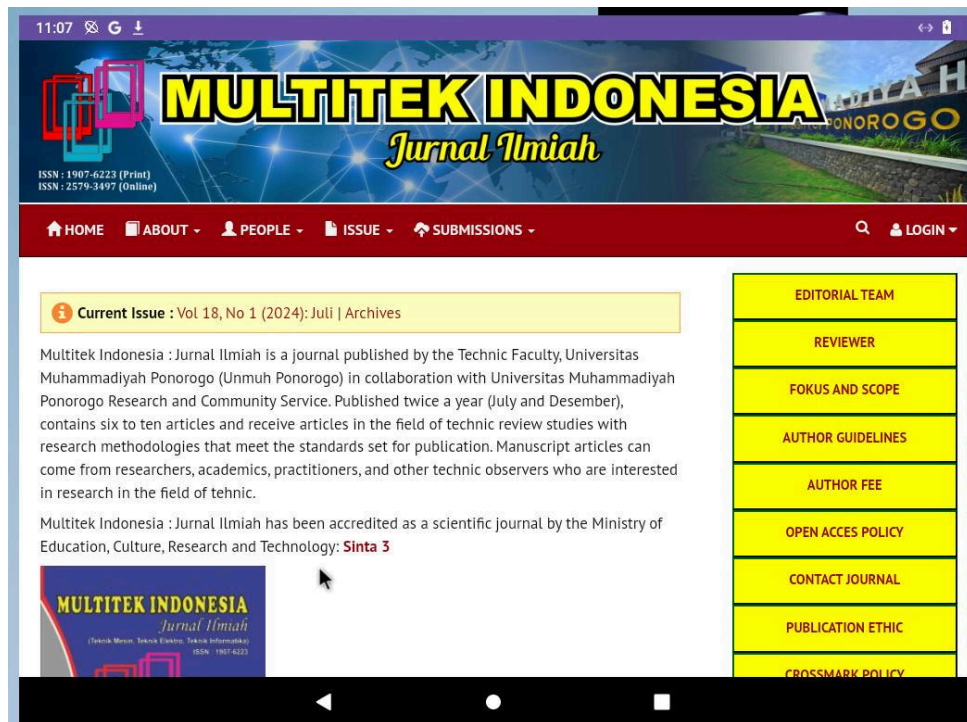 11:07
MULTITEK INDONESIA
Jurnal Ilmiah
PONOROGO
ISSN : 1907-6223 (Print)
ISSN : 2579-3497 (Online)
HOME ABOUT PEOPLE ISSUE SUBMISSIONS LOGIN
Current Issue : Vol 18, No 1 (2024): Juli | Archives
Multitek Indonesia : Jurnal Ilmiah is a journal published by the Technic Faculty, Universitas
Muhammadiyah Ponorogo (Unmuh Ponorogo) in collaboration with Universitas Muhammadiyah
Ponorogo Research and Community Service. Published twice a year (July and Desember),
contains six to ten articles and receive articles in the field of technic review studies with
research methodologies that meet the standards set for publication. Manuscript articles can
come from researchers, academics, practitioners, and other technic observers who are interested
in research in the field of tehnic.
Multitek Indonesia : Jurnal Ilmiah has been accredited as a scientific journal by the Ministry of
Education, Culture, Research and Technology: Sinta 3
MULTITEK INDONESIA
Jurnal Ilmiah
(Teknik Mesin, Teknik Elektro, Teknik Informatika)
ISSN : 1907-6223
EDITORIAL TEAM
REVIEWER
FOKUS AND SCOPE
AUTHOR GUIDELINES
AUTHOR FEE
OPEN ACCES POLICY
CONTACT JOURNAL
PUBLICATION ETHIC
CROSSMARK POLICY